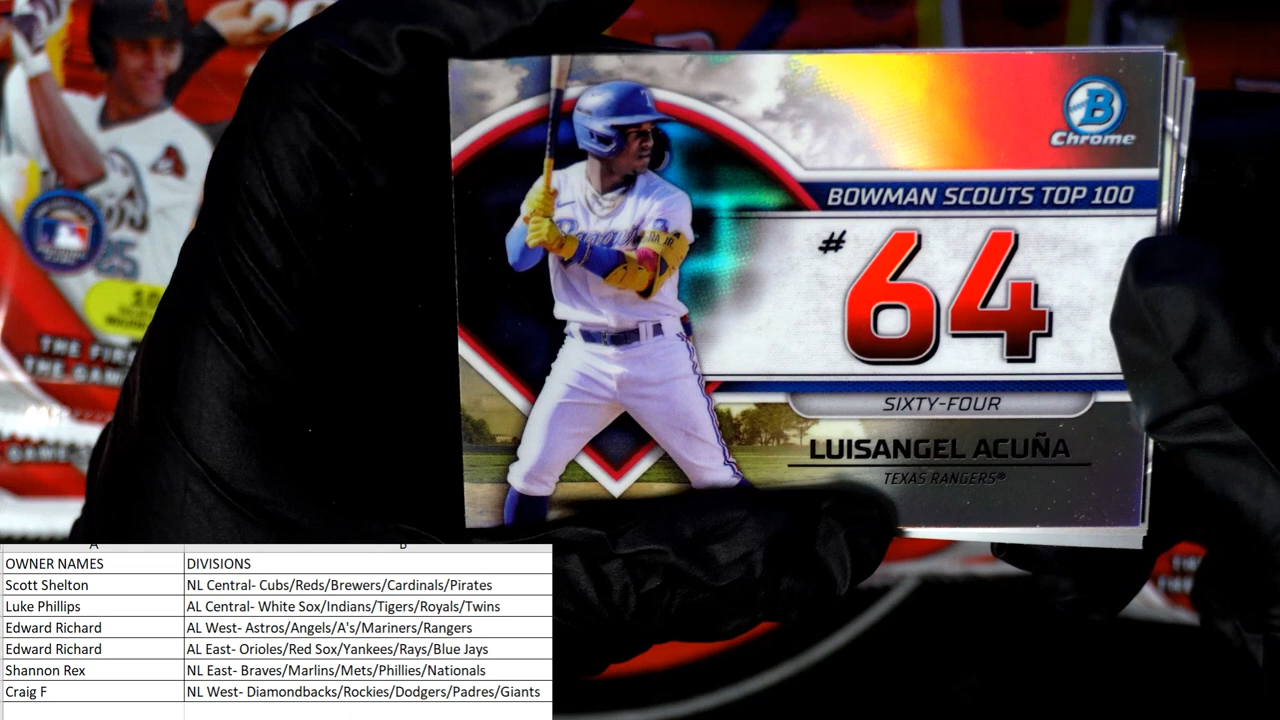 B
Chrome
BOWMAN SCOUTS TOP 100
#64
SIXTY-FOUR
LUISANGEL ACUÑA
TEXAS RANGERS®
25
THE GAM
A
B
OWNER NAMES DIVISIONS
Scott Shelton NL Central- Cubs/Reds/Brewers/Cardinals/Pirates
Luke Phillips AL Central- White Sox/Indians/Tigers/Royals/Twins
Edward Richard AL West- Astros/Angels/A's/Mariners/Rangers
Edward Richard AL East- Orioles/Red Sox/Yankees/Rays/Blue Jays
Shannon Rex NL East- Braves/Marlins/Mets/Phillies/Nationals
Craig F NL West- Diamondbacks/Rockies/Dodgers/Padres/Giants